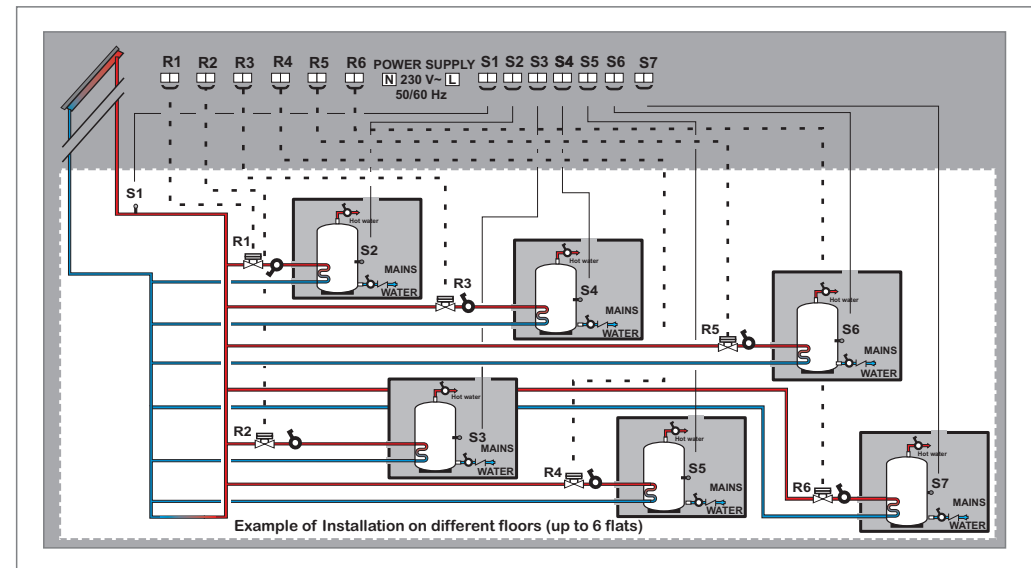 R1 R2 R3 R4 R5 R6 POWER SUPPLY S1 S2 S3 S4 S5 S6 S7
N 230 V~ L
50/60 Hz
S1
R1
Hot water
S2
MAINS
WATER
R3
Hot water
S4
MAINS
WATER
R5
Hot water
S6
MAINS
WATER
R2
Hot water
S3
MAINS
WATER
R4
Hot water
S5
MAINS
WATER
R6
Hot water
S7
MAINS
WATER
Example of Installation on different floors (up to 6 flats)